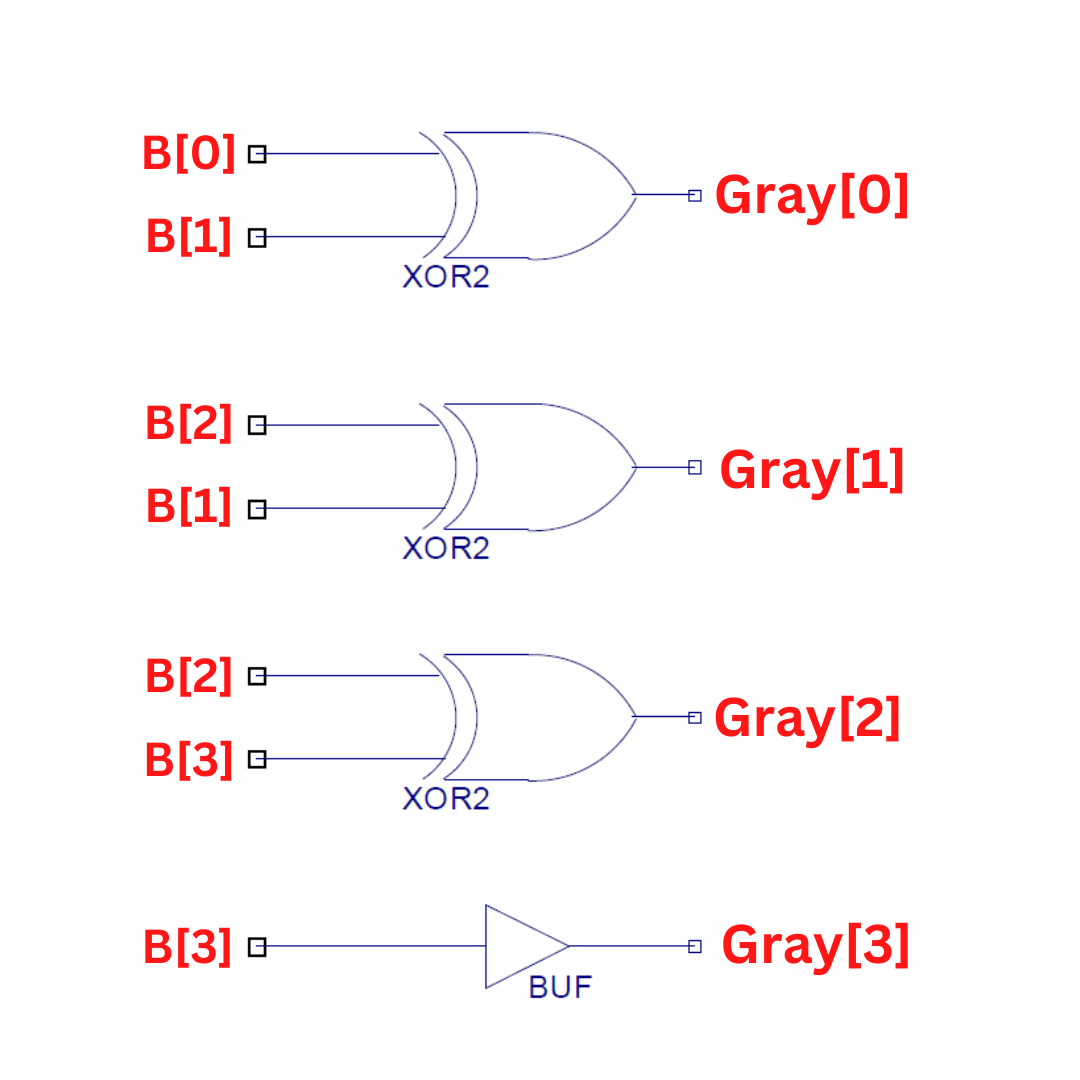 B[0]
B[1]
Gray[0]
XOR2
B[2]
B[1]
Gray[1]
XOR2
B[2]
B[3]
Gray[2]
XOR2
B[3]
Gray[3]
BUF